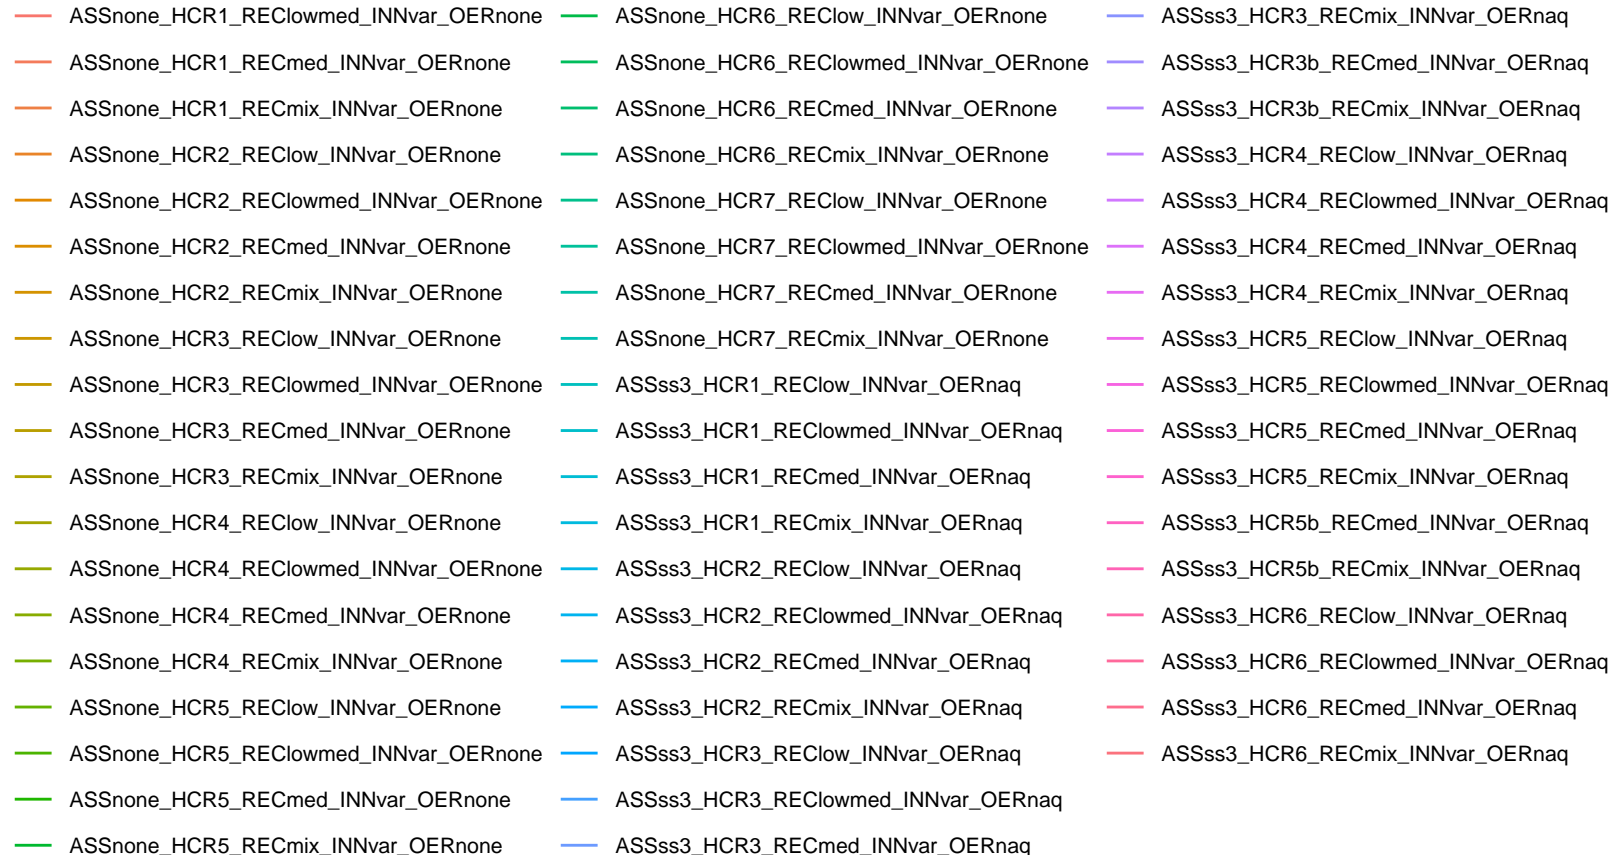 ASSnone_HCR1_REClowmed_INNvar_OERnone
ASSnone_HCR1_RECmed_INNvar_OERnone
ASSnone_HCR1_RECmix_INNvar_OERnone
ASSnone_HCR2_REClow_INNvar_OERnone
ASSnone_HCR2_REClowmed_INNvar_OERnone
ASSnone_HCR2_RECmed_INNvar_OERnone
ASSnone_HCR2_RECmix_INNvar_OERnone
ASSnone_HCR3_REClow_INNvar_OERnone
ASSnone_HCR3_REClowmed_INNvar_OERnone
ASSnone_HCR3_RECmed_INNvar_OERnone
ASSnone_HCR3_RECmix_INNvar_OERnone
ASSnone_HCR4_REClow_INNvar_OERnone
ASSnone_HCR4_REClowmed_INNvar_OERnone
ASSnone_HCR4_RECmed_INNvar_OERnone
ASSnone_HCR4_RECmix_INNvar_OERnone
ASSnone_HCR5_REClow_INNvar_OERnone
ASSnone_HCR5_REClowmed_INNvar_OERnone
ASSnone_HCR5_RECmed_INNvar_OERnone
ASSnone_HCR5_RECmix_INNvar_OERnone
ASSnone_HCR6_REClow_INNvar_OERnone
ASSnone_HCR6_REClowmed_INNvar_OERnone
ASSnone_HCR6_RECmed_INNvar_OERnone
ASSnone_HCR6_RECmix_INNvar_OERnone
ASSnone_HCR7_REClow_INNvar_OERnone
ASSnone_HCR7_REClowmed_INNvar_OERnone
ASSnone_HCR7_RECmed_INNvar_OERnone
ASSnone_HCR7_RECmix_INNvar_OERnone
ASSss3_HCR1_REClow_INNvar_OERnaq
ASSss3_HCR1_REClowmed_INNvar_OERnaq
ASSss3_HCR1_RECmed_INNvar_OERnaq
ASSss3_HCR1_RECmix_INNvar_OERnaq
ASSss3_HCR2_REClow_INNvar_OERnaq
ASSss3_HCR2_REClowmed_INNvar_OERnaq
ASSss3_HCR2_RECmed_INNvar_OERnaq
ASSss3_HCR2_RECmix_INNvar_OERnaq
ASSss3_HCR3_REClow_INNvar_OERnaq
ASSss3_HCR3_REClowmed_INNvar_OERnaq
ASSss3_HCR3_RECmed_INNvar_OERnaq
ASSss3_HCR3_RECmix_INNvar_OERnaq
ASSss3_HCR3b_RECmed_INNvar_OERnaq
ASSss3_HCR3b_RECmix_INNvar_OERnaq
ASSss3_HCR4_REClow_INNvar_OERnaq
ASSss3_HCR4_REClowmed_INNvar_OERnaq
ASSss3_HCR4_RECmed_INNvar_OERnaq
ASSss3_HCR4_RECmix_INNvar_OERnaq
ASSss3_HCR5_REClow_INNvar_OERnaq
ASSss3_HCR5_REClowmed_INNvar_OERnaq
ASSss3_HCR5_RECmed_INNvar_OERnaq
ASSss3_HCR5_RECmix_INNvar_OERnaq
ASSss3_HCR5b_RECmed_INNvar_OERnaq
ASSss3_HCR5b_RECmix_INNvar_OERnaq
ASSss3_HCR6_REClow_INNvar_OERnaq
ASSss3_HCR6_REClowmed_INNvar_OERnaq
ASSss3_HCR6_RECmed_INNvar_OERnaq
ASSss3_HCR6_RECmix_INNvar_OERnaq